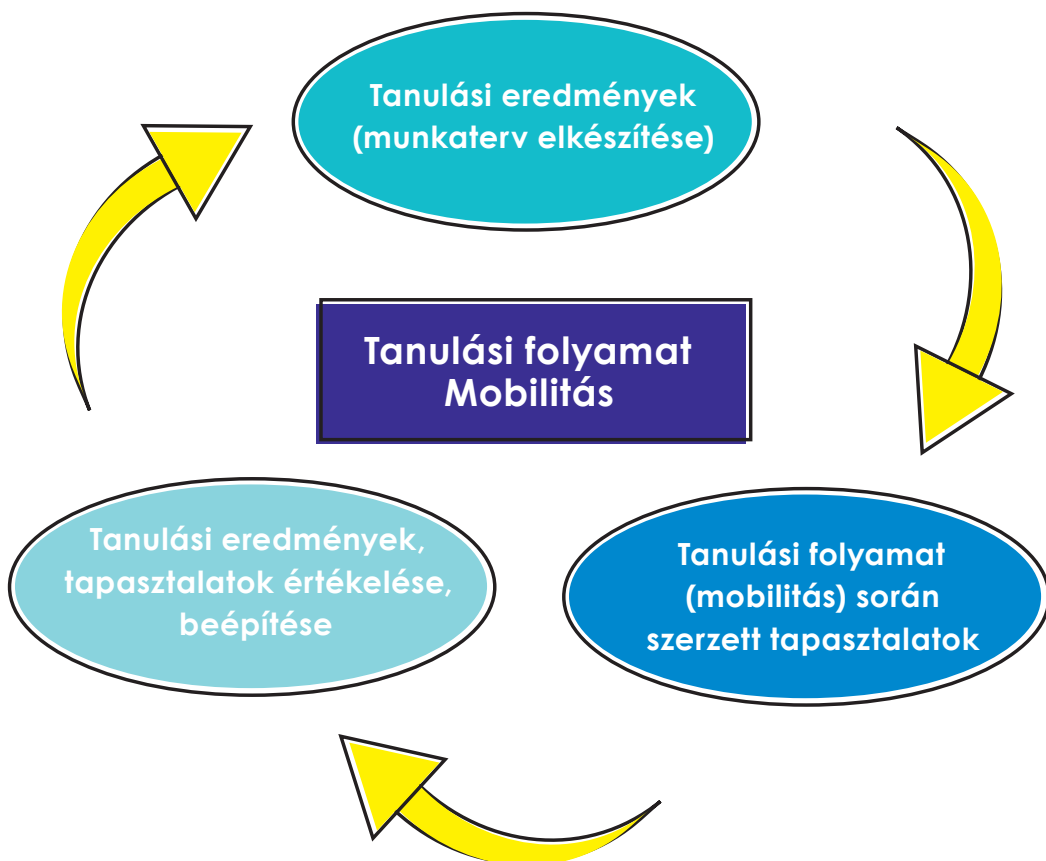 Tanulási eredmények
(munkaterv elkészítése)
Tanulási folyamat
Mobilitás
Tanulási eredmények,
tapasztalatok értékelése,
beépítése
Tanulási folyamat
(mobilitás) során
szerzett tapasztalatok